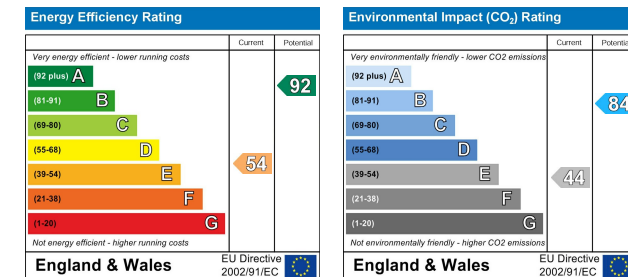 Energy Efficiency Rating
Current Potential
Very energy efficient - lower running costs
(92 plus) A
(81-91) B
(69-80) C
(55-68) D
(39-54) E
(21-38) F
(1-20) G
92
54
Not energy efficient - higher running costs
England & Wales
EU Directive
2002/91/EC
Environmental Impact (CO₂) Rating
Current Potential
Very environmentally friendly - lower CO2 emissions
(92 plus) A
(81-91) B
(69-80) C
(55-68) D
(39-54) E
(21-38) F
(1-20) G
84
44
Not environmentally friendly - higher CO2 emissions
England & Wales
EU Directive
2002/91/EC